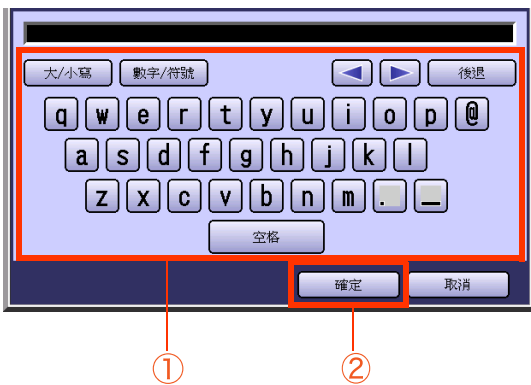 大/小寫 數字/符號 後退
q w e r t y u i o p @
a s d f g h j k l
z x c v b n m . _
空格
確定 取消
① ②